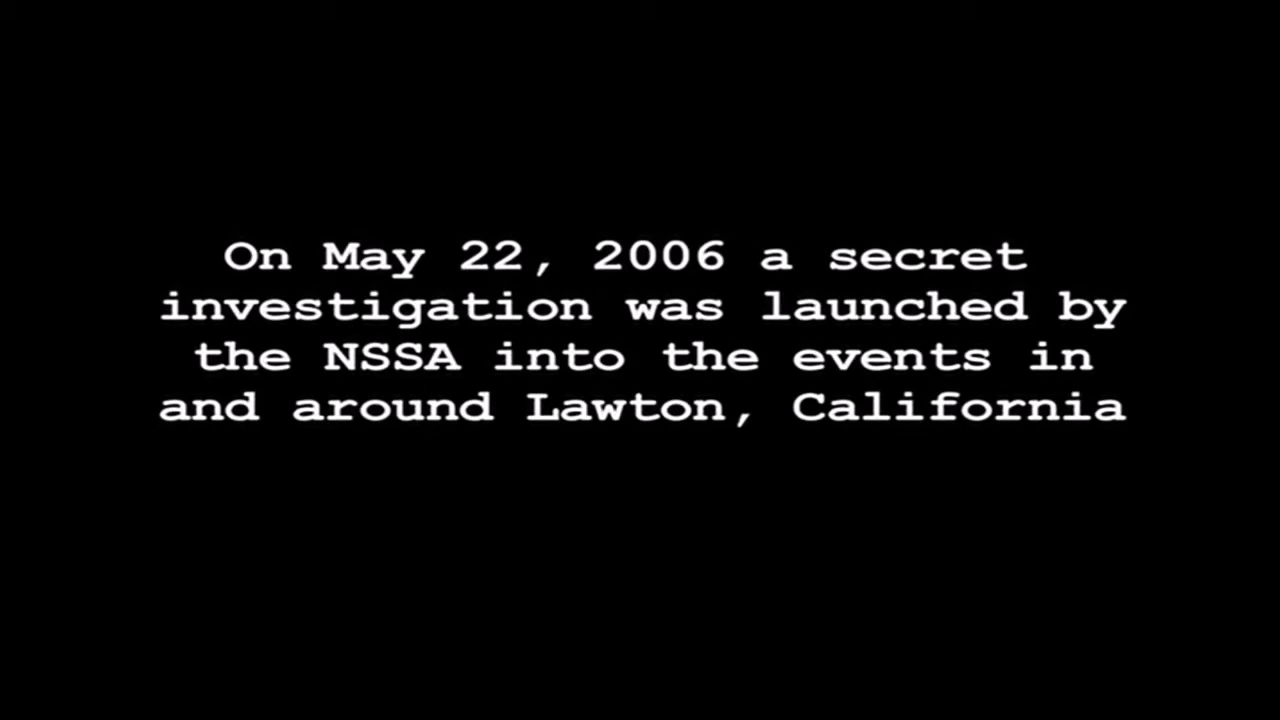 On May 22, 2006 a secret
investigation was launched by
the NSSA into the events in
and around Lawton, California